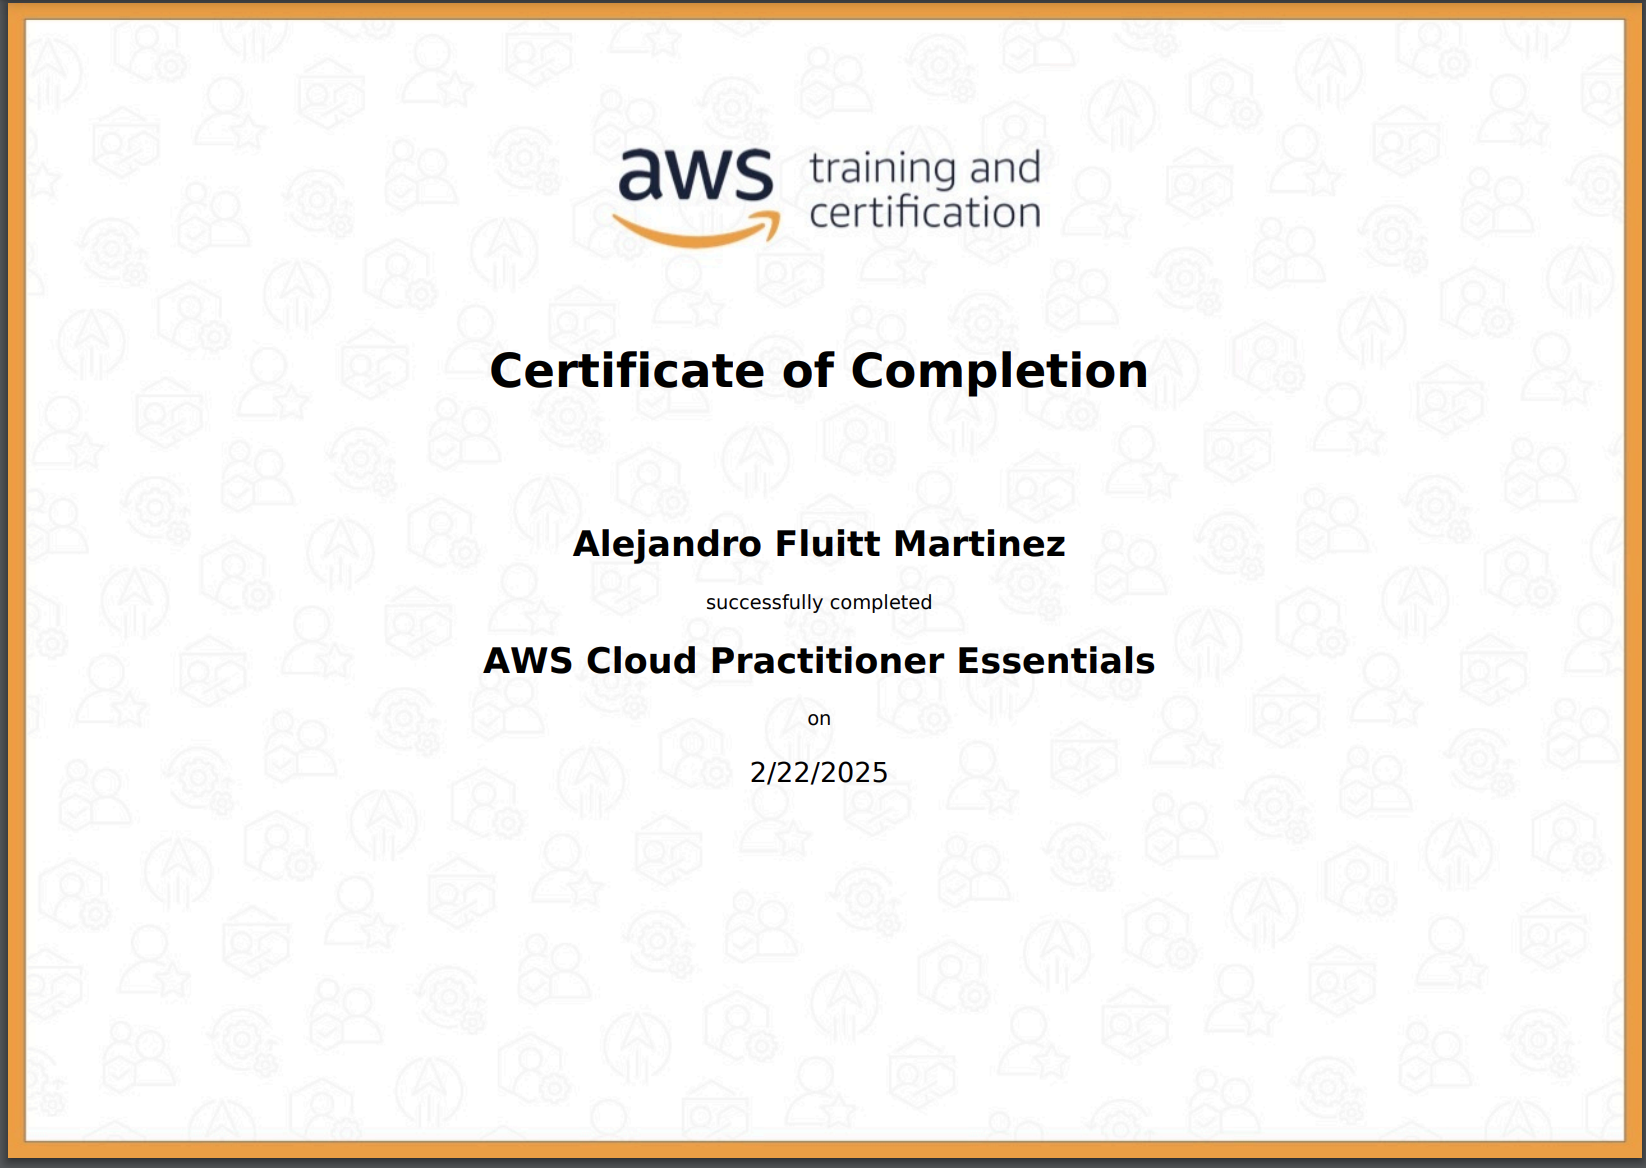 aws training and
certification
Certificate of Completion
Alejandro Fluitt Martinez
successfully completed
AWS Cloud Practitioner Essentials
on
2/22/2025